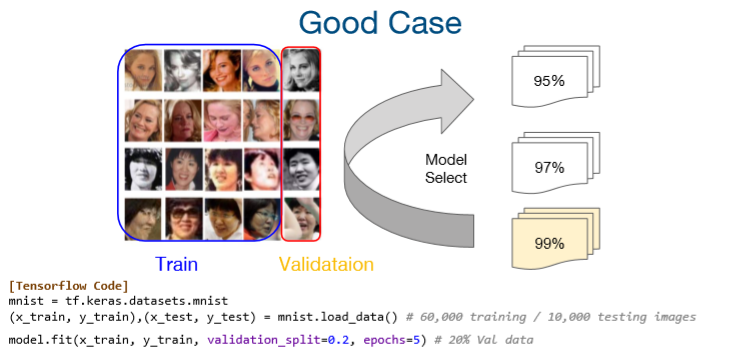 Good Case
95%
97%
99%
Model
Select
Train
Validataion
[Tensorflow Code]
mnist = tf.keras.datasets.mnist
(x_train, y_train),(x_test, y_test) = mnist.load_data() # 60,000 training / 10,000 testing images
model.fit(x_train, y_train, validation_split=0.2, epochs=5) # 20% Val data